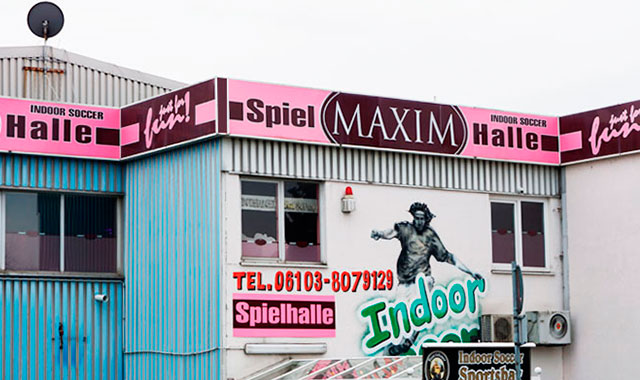 INDOOR SOCCER
Halle
just for
fun!
Spiel
MAXIM
INDOOR SOCCER
Halle
just for
fun!
TEL.06103-8079129
Spielhalle
Indoor
Indoor Soccer